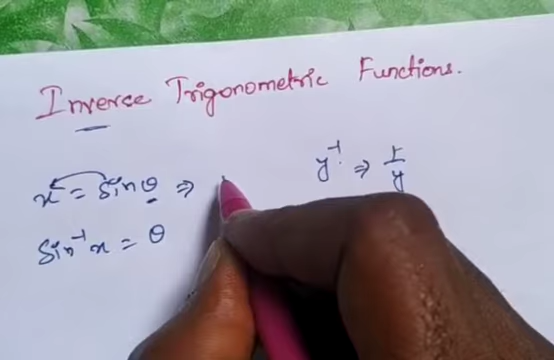 Inverse Trigonometric Functions.
x = Sin θ ⇒
y⁻¹ ⇒ 1/y
Sin⁻¹ x = θ